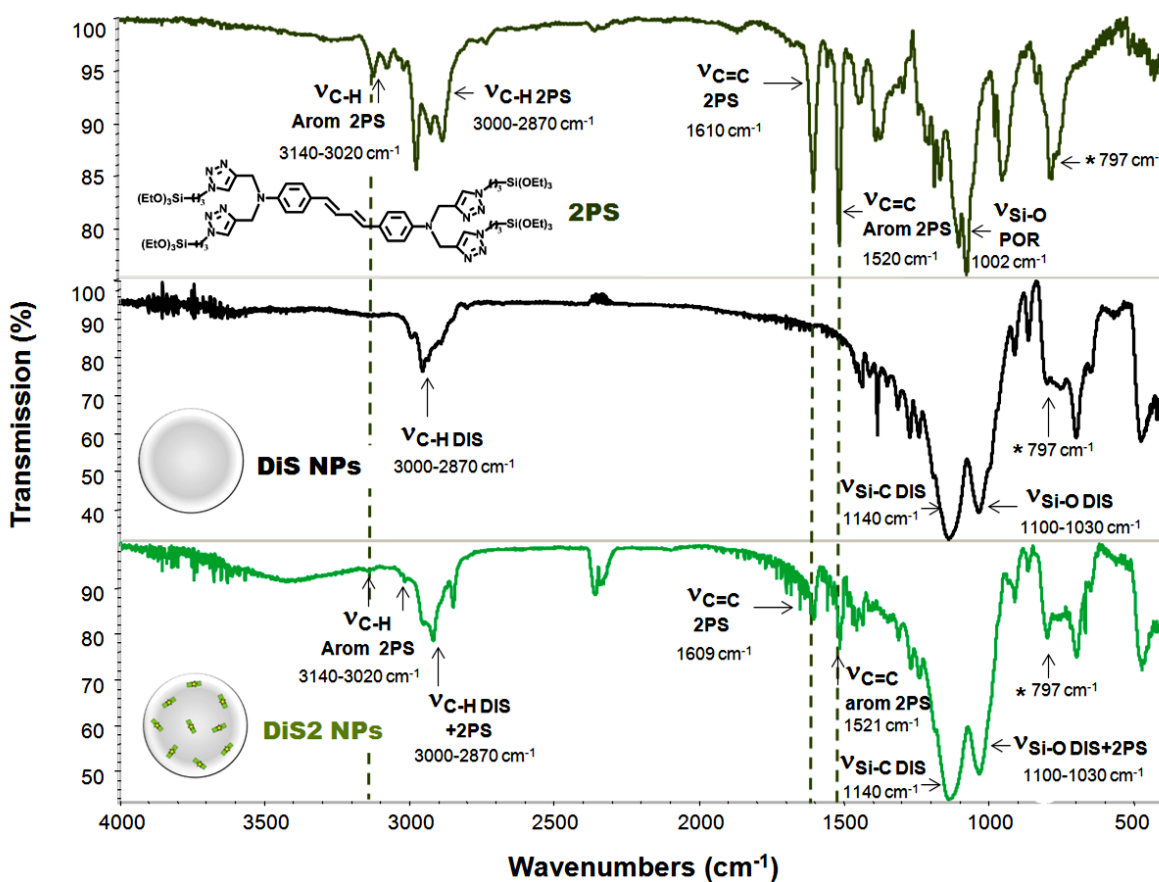 Transmission (%)
100
95
90
85
80
νC-H
Arom 2PS
3140-3020 cm-1
νC-H 2PS
3000-2870 cm-1
νC=C
2PS
1610 cm-1
νC=C
Arom 2PS
1520 cm-1
νSi-O
POR
1002 cm-1
* 797 cm-1
(EtO)3Si
(EtO)3Si
Si(OEt)3
Si(OEt)3
N
N
N
N
N
N
N
N
N
N
N
N
N
N
3
3
3
3
2PS
100
90
80
70
60
50
40
νC-H DIS
3000-2870 cm-1
DiS NPs
νSi-C DIS
1140 cm-1
νSi-O DIS
1100-1030 cm-1
* 797 cm-1
90
80
70
60
50
νC-H
Arom 2PS
3140-3020 cm-1
νC-H DIS
+2PS
3000-2870 cm-1
DiS2 NPs
νC=C
2PS
1609 cm-1
νC=C
arom 2PS
1521 cm-1
νSi-C DIS
1140 cm-1
νSi-O DIS+2PS
1100-1030 cm-1
* 797 cm-1
4000 3500 3000 2500 2000 1500 1000 500
Wavenumbers (cm-1)